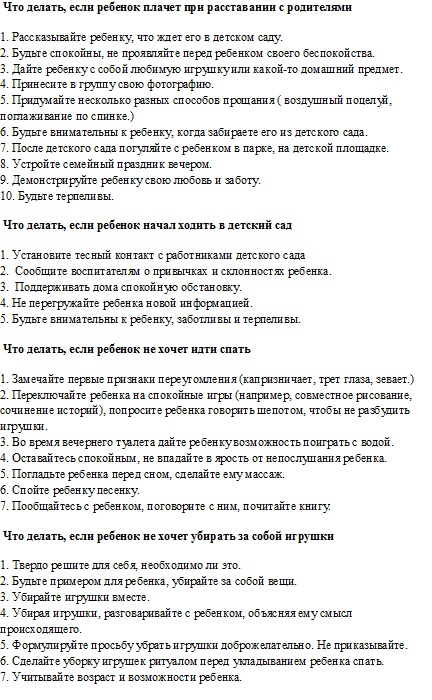 Что делать, если ребенок плачет при расставании с родителями
1. Рассказывайте ребенку, что ждет его в детском саду.
2. Будьте спокойны, не проявляйте перед ребенком своего беспокойства.
3. Дайте ребенку с собой любимую игрушку или какой-то домашний предмет.
4. Принесите в группу свою фотографию.
5. Придумайте несколько разных способов прощания ( воздушный поцелуй,
поглаживание по спинке.)
6. Будьте внимательны к ребенку, когда забираете его из детского сада.
7. После детского сада погуляйте с ребенком в парке, на детской площадке.
8. Устройте семейный праздник вечером.
9. Демонстрируйте ребенку свою любовь и заботу.
10. Будьте терпеливы.
Что делать, если ребенок начал ходить в детский сад
1. Установите тесный контакт с работниками детского сада
2. Сообщите воспитателям о привычках и склонностях ребенка.
3. Поддерживать дома спокойную обстановку.
4. Не перегружайте ребенка новой информацией.
5. Будьте внимательны к ребенку, заботливы и терпеливы.
Что делать, если ребенок не хочет идти спать
1. Замечайте первые признаки переутомления (капризничает, трет глаза, зевает.)
2. Переключайте ребенка на спокойные игры (например, совместное рисование,
сочинение историй), попросите ребенка говорить шепотом, чтобы не разбудить
игрушки.
3. Во время вечернего туалета дайте ребенку возможность поиграть с водой.
4. Оставайтесь спокойным, не впадайте в ярость от непослушания ребенка.
5. Погладьте ребенка перед сном, сделайте ему массаж.
6. Спойте ребенку песенку.
7. Пообщайтесь с ребенком, поговорите с ним, почитайте книгу.
Что делать, если ребенок не хочет убирать за собой игрушки
1. Твердо решите для себя, необходимо ли это.
2. Будьте примером для ребенка, убирайте за собой вещи.
3. Убирайте игрушки вместе.
4. Убирая игрушки, разговаривайте с ребенком, объясняя ему смысл
происходящего.
5. Формулируйте просьбу убрать игрушки доброжелательно. Не приказывайте.
6. Сделайте уборку игрушек ритуалом перед укладыванием ребенка спать.
7. Учитывайте возраст и возможности ребенка.